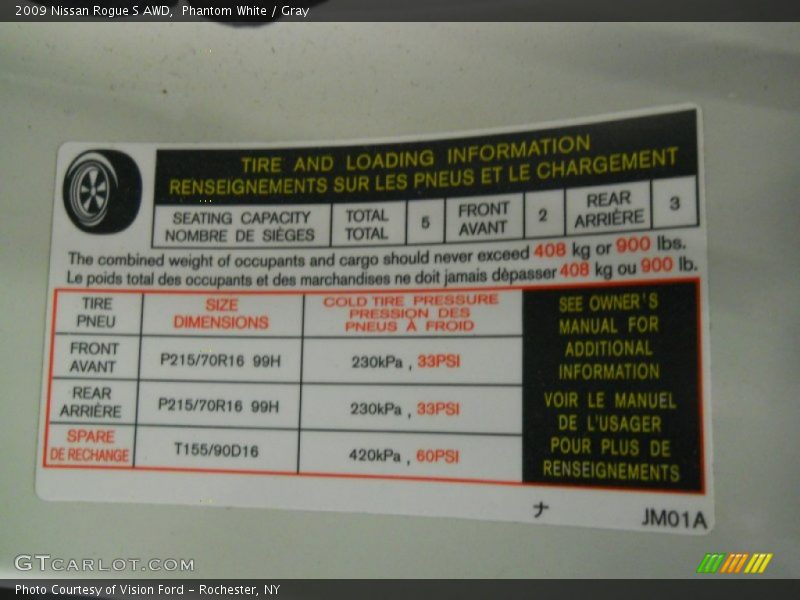 2009 Nissan Rogue S AWD,  Phantom White / Gray
TIRE AND LOADING INFORMATION
RENSEIGNEMENTS SUR LES PNEUS ET LE CHARGEMENT
SEATING CAPACITY TOTAL 5 FRONT 2 REAR 3
NOMBRE DE SIÈGES TOTAL AVANT ARRIÈRE
The combined weight of occupants and cargo should never exceed 408 kg or 900 lbs.
Le poids total des occupants et des marchandises ne doit jamais dèpasser 408 kg ou 900 lb.
TIRE SIZE COLD TIRE PRESSURE
PNEU DIMENSIONS PRESSION DES
PNEUS À FROID
FRONT
AVANT P215/70R16 99H 230kPa , 33PSI
REAR
ARRIÈRE P215/70R16 99H 230kPa , 33PSI
SPARE
DE RECHANGE T155/90D16 420kPa , 60PSI
SEE OWNER'S
MANUAL FOR
ADDITIONAL
INFORMATION
VOIR LE MANUEL
DE L'USAGER
POUR PLUS DE
RENSEIGNEMENTS
ナ JM01A
GTCARLOT.COM
Photo Courtesy of Vision Ford – Rochester, NY